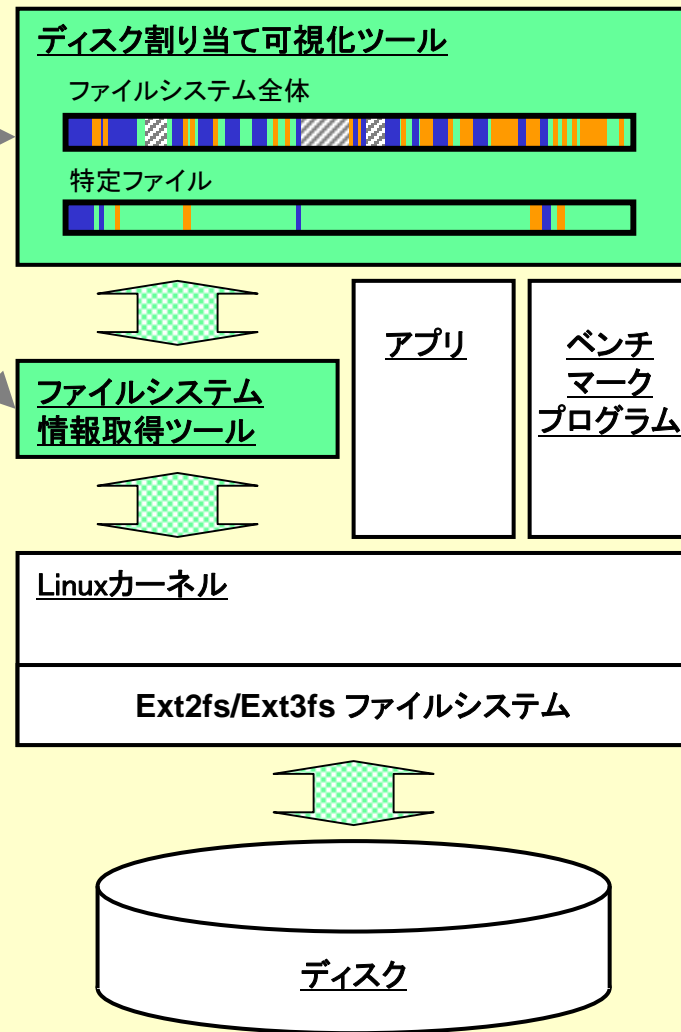 ディスク割り当て可視化ツール
ファイルシステム全体
特定ファイル
アプリ
ベンチ
マーク
プログラム
ファイルシステム
情報取得ツール
Linuxカーネル
Ext2fs/Ext3fs ファイルシステム
ディスク